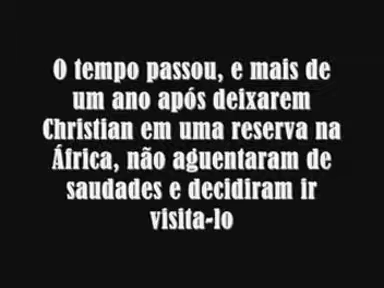 O tempo passou, e mais de
um ano após deixarem
Christian em uma reserva na
África, não aguentaram de
saudades e decidiram ir
visita-lo